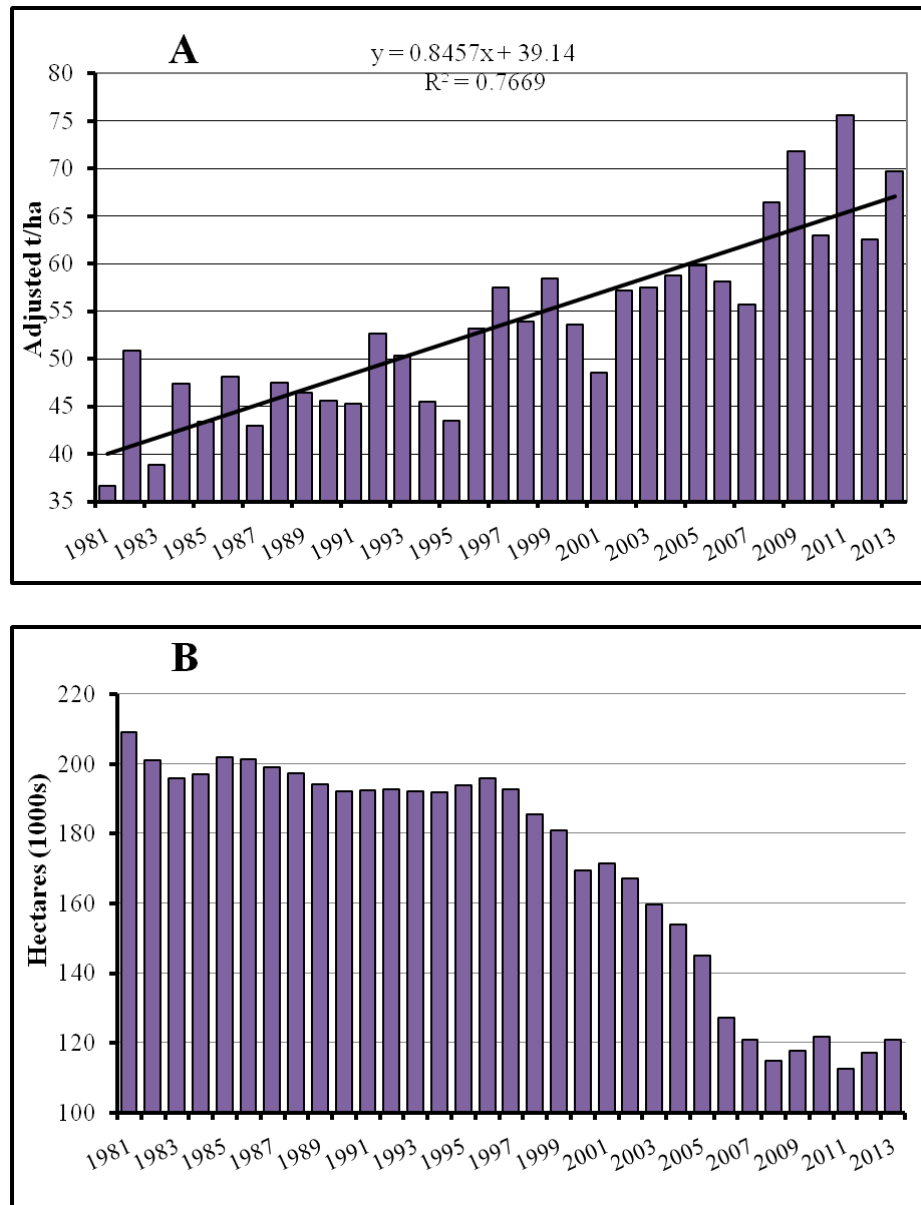 A
y = 0.8457x + 39.14
R² = 0.7669
80
75
70
65
60
55
50
45
40
35
Adjusted t/ha
1981 1983 1985 1987 1989 1991 1993 1995 1997 1999 2001 2003 2005 2007 2009 2011 2013
B
220
200
180
160
140
120
100
Hectares (1000s)
1981 1983 1985 1987 1989 1991 1993 1995 1997 1999 2001 2003 2005 2007 2009 2011 2013